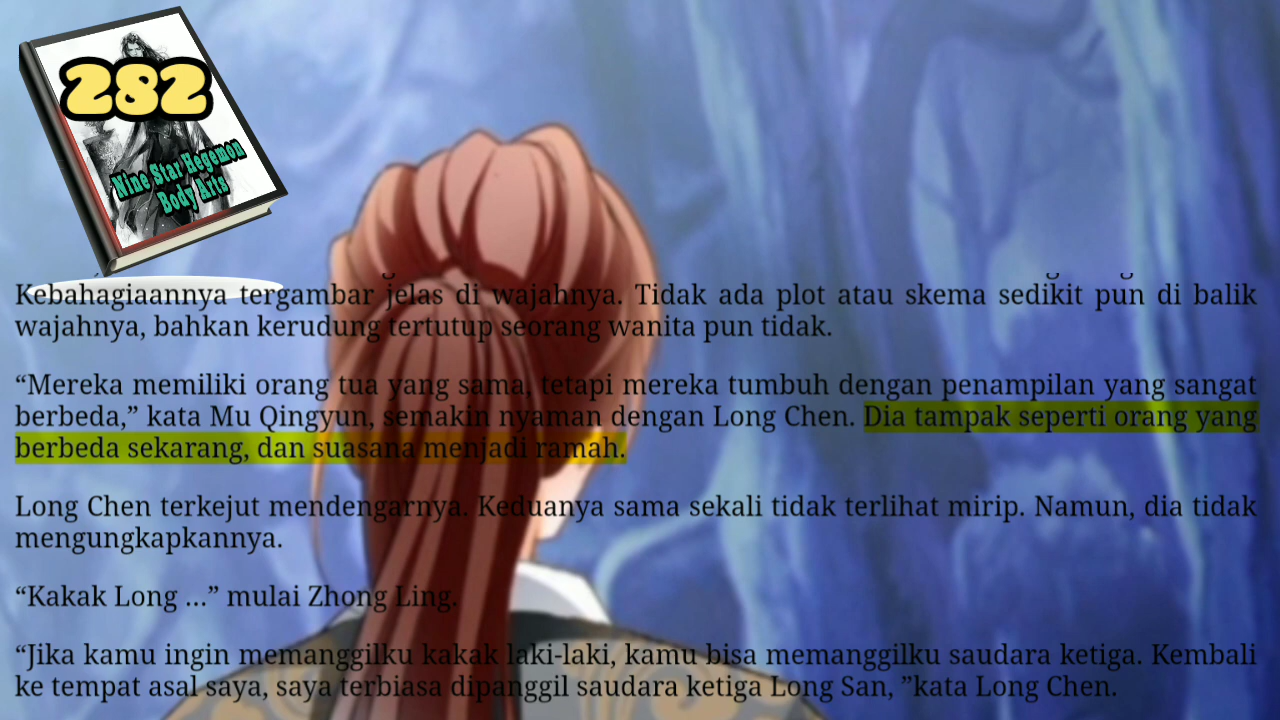 282
Nine Star Hegemon
Body Arts
Kebahagiaannya tergambar jelas di wajahnya. Tidak ada plot atau skema sedikit pun di balik
wajahnya, bahkan kerudung tertutup seorang wanita pun tidak.
“Mereka memiliki orang tua yang sama, tetapi mereka tumbuh dengan penampilan yang sangat
berbeda,” kata Mu Qingyun, semakin nyaman dengan Long Chen. Dia tampak seperti orang yang
berbeda sekarang, dan suasana menjadi ramah.
Long Chen terkejut mendengarnya. Keduanya sama sekali tidak terlihat mirip. Namun, dia tidak
mengungkapkannya.
“Kakak Long ...” mulai Zhong Ling.
“Jika kamu ingin memanggilku kakak laki-laki, kamu bisa memanggilku saudara ketiga. Kembali
ke tempat asal saya, saya terbiasa dipanggil saudara ketiga Long San, ”kata Long Chen.